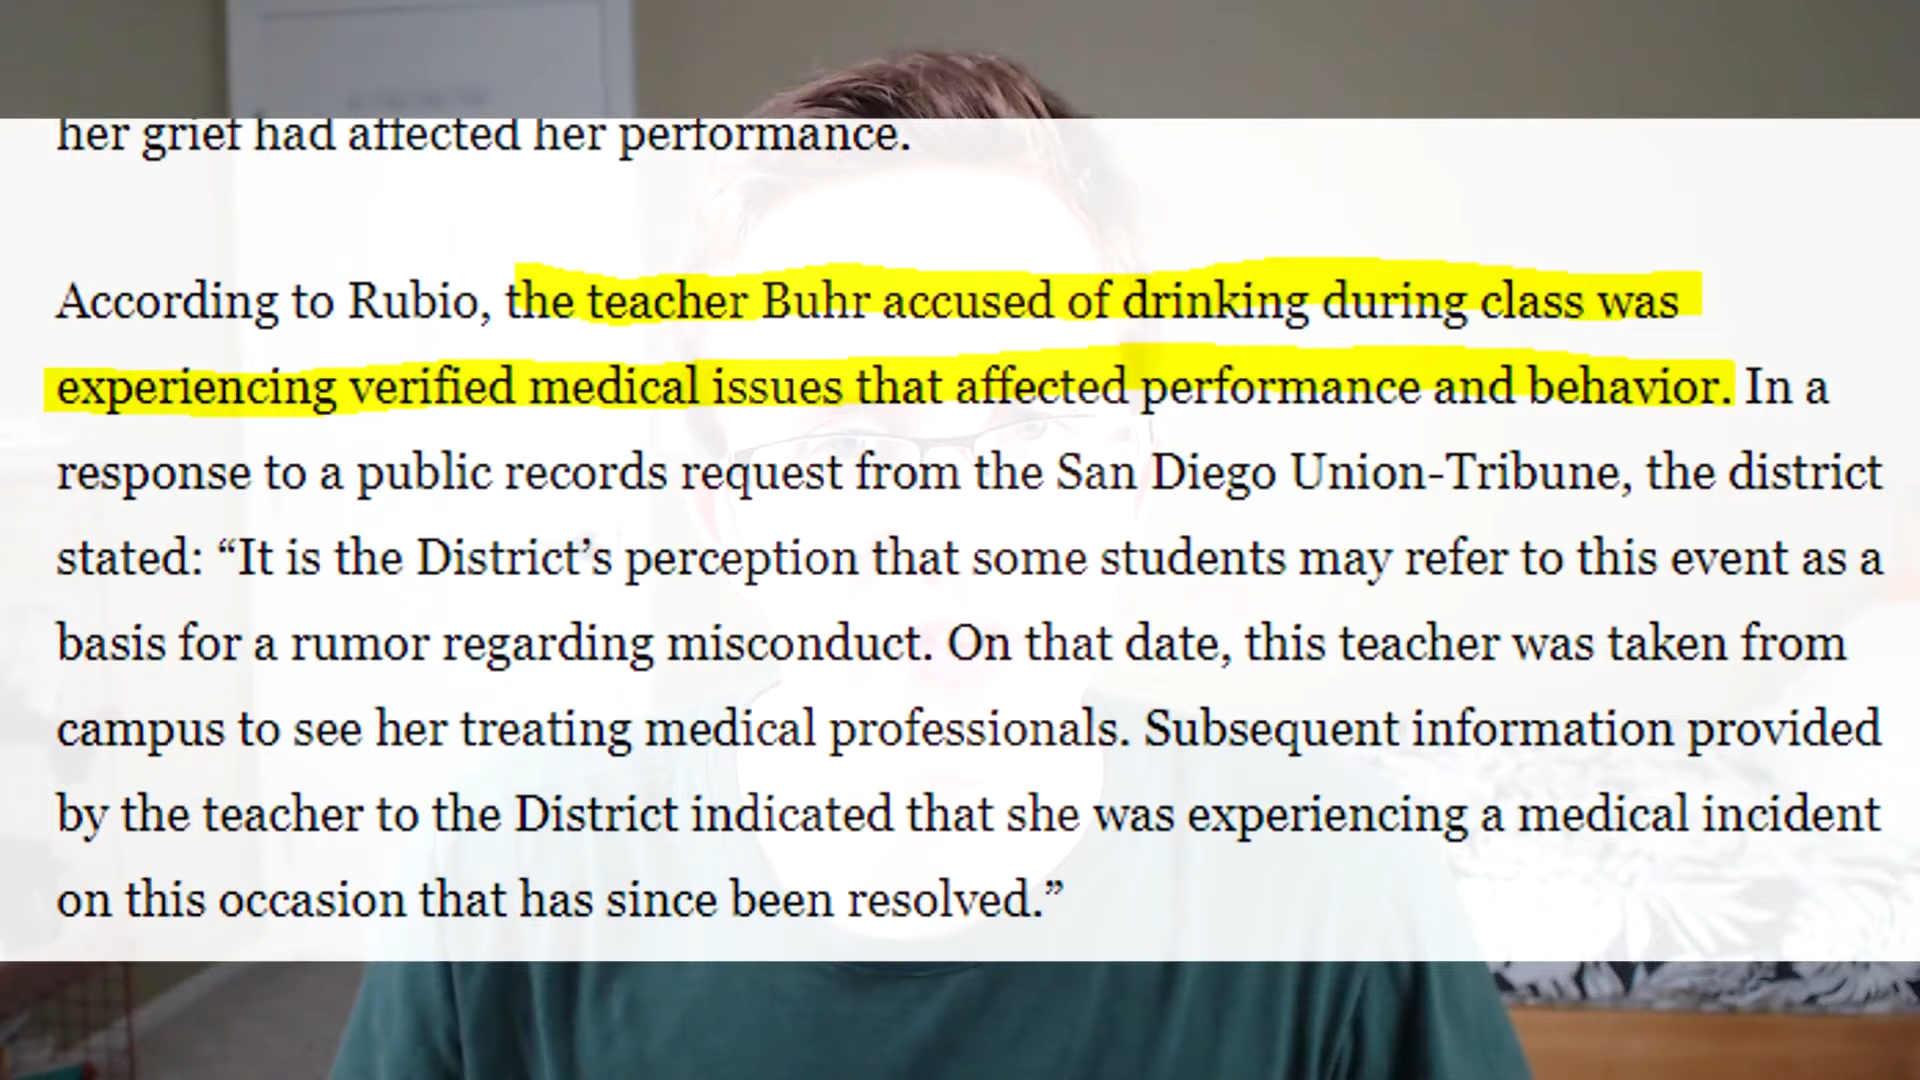 her grief had affected her performance.
According to Rubio, the teacher Buhr accused of drinking during class was
experiencing verified medical issues that affected performance and behavior. In a
response to a public records request from the San Diego Union-Tribune, the district
stated: “It is the District’s perception that some students may refer to this event as a
basis for a rumor regarding misconduct. On that date, this teacher was taken from
campus to see her treating medical professionals. Subsequent information provided
by the teacher to the District indicated that she was experiencing a medical incident
on this occasion that has since been resolved.”